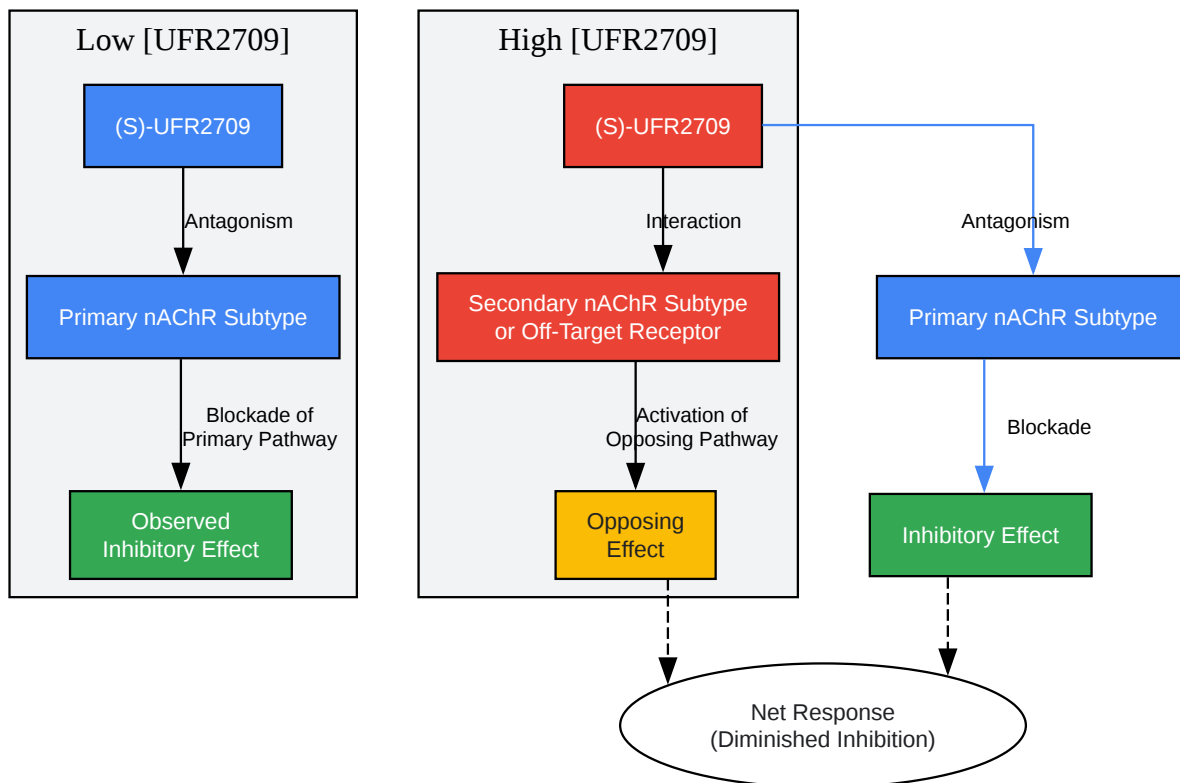 Low [UFR2709]
(S)-UFR2709
Antagonism
Primary nAChR Subtype
Blockade of
Primary Pathway
Observed
Inhibitory Effect
High [UFR2709]
(S)-UFR2709
Interaction
Secondary nAChR Subtype
or Off-Target Receptor
Activation of
Opposing Pathway
Opposing
Effect
Antagonism
Primary nAChR Subtype
Blockade
Inhibitory Effect
Net Response
(Diminished Inhibition)